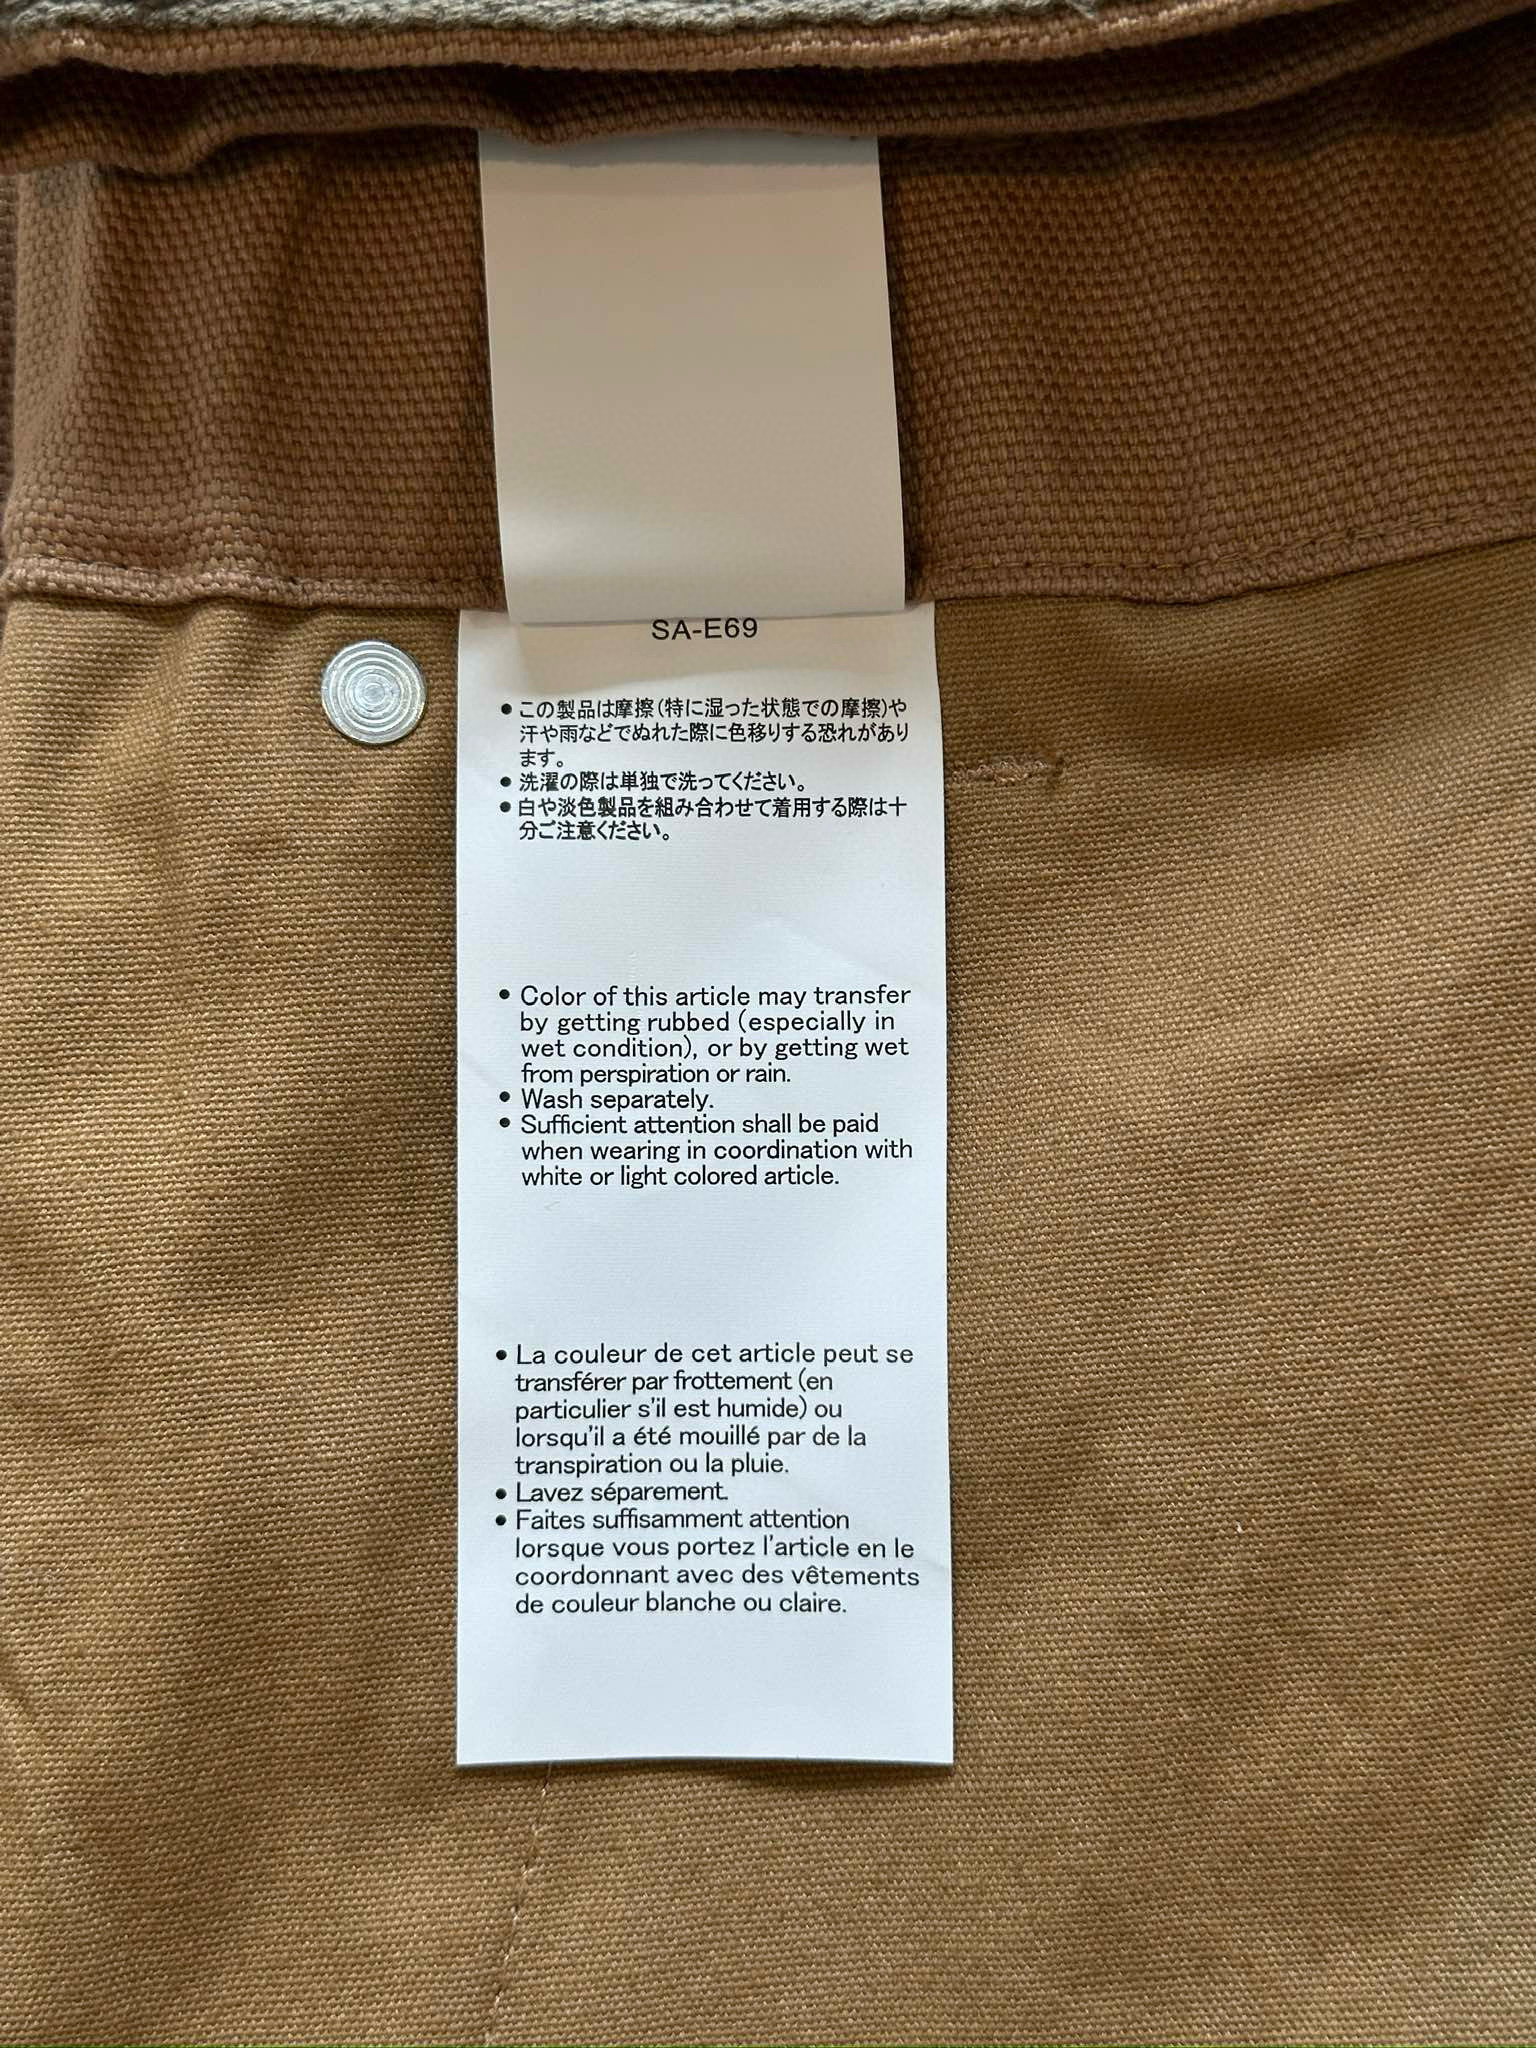 SA-E69
●この製品は摩擦(特に湿った状態での摩擦)や
汗や雨などでぬれた際に色移りする恐れがあり
ます。
●洗濯の際は単独で洗ってください。
●白や淡色製品を組み合わせて着用する際は十
分ご注意ください。
●Color of this article may transfer
by getting rubbed (especially in
wet condition), or by getting wet
from perspiration or rain.
●Wash separately.
●Sufficient attention shall be paid
when wearing in coordination with
white or light colored article.
●La couleur de cet article peut se
transférer par frottement (en
particulier s'il est humide) ou
lorsqu'il a été mouillé par de la
transpiration ou la pluie.
●Lavez séparement.
●Faites suffisamment attention
lorsque vous portez l'article en le
coordonnant avec des vêtements
de couleur blanche ou claire.